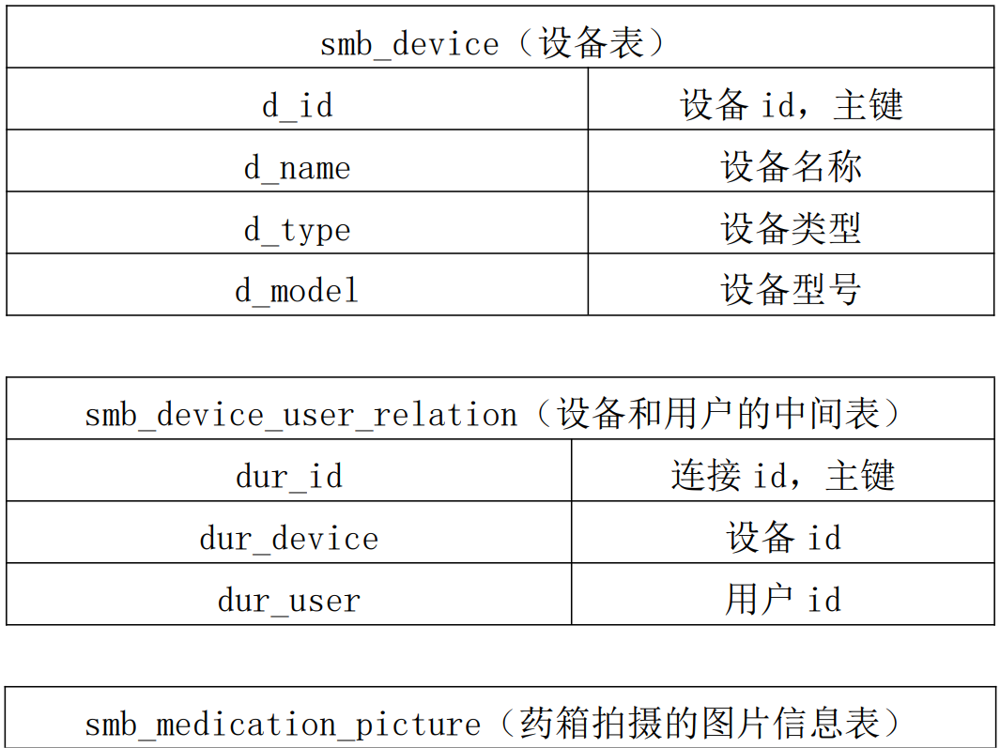 smb_device（设备表）
d_id 设备 id，主键
d_name 设备名称
d_type 设备类型
d_model 设备型号
smb_device_user_relation（设备和用户的中间表）
dur_id 连接 id，主键
dur_device 设备 id
dur_user 用户 id
smb_medication_picture（药箱拍摄的图片信息表）